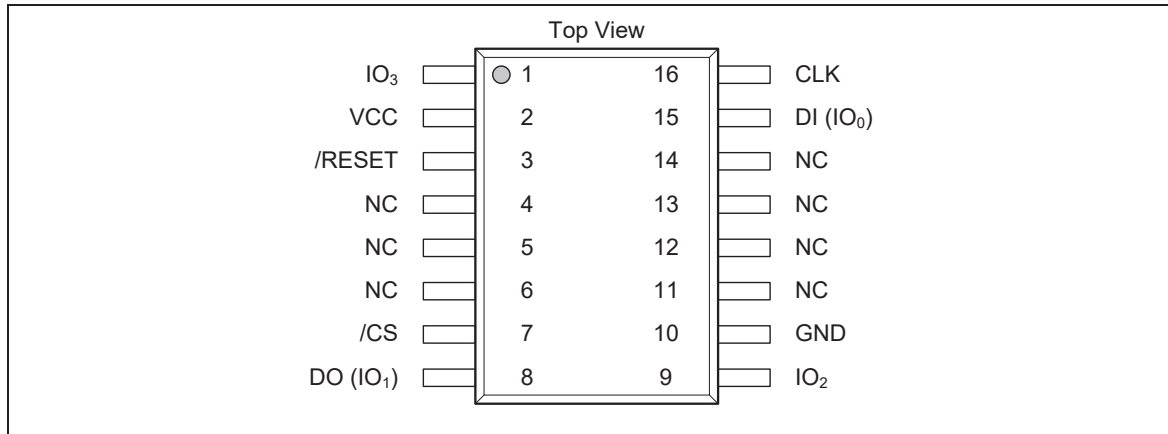 Top View
IO₃ 1 16 CLK
VCC 2 15 DI (IO₀)
/RESET 3 14 NC
NC 4 13 NC
NC 5 12 NC
NC 6 11 NC
/CS 7 10 GND
DO (IO₁) 8 9 IO₂